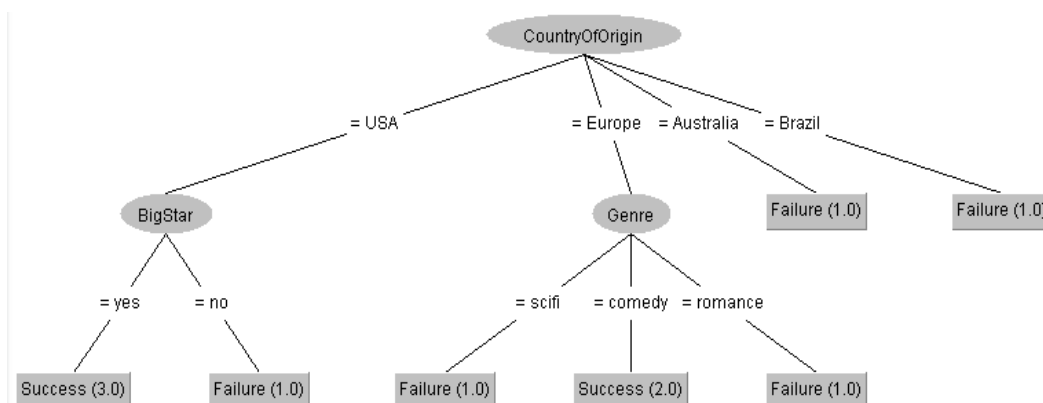 CountryOfOrigin
= USA
= Europe
= Australia
= Brazil
BigStar
Genre
Failure (1.0)
Failure (1.0)
= yes
= no
= scifi
= comedy
= romance
Success (3.0)
Failure (1.0)
Failure (1.0)
Success (2.0)
Failure (1.0)